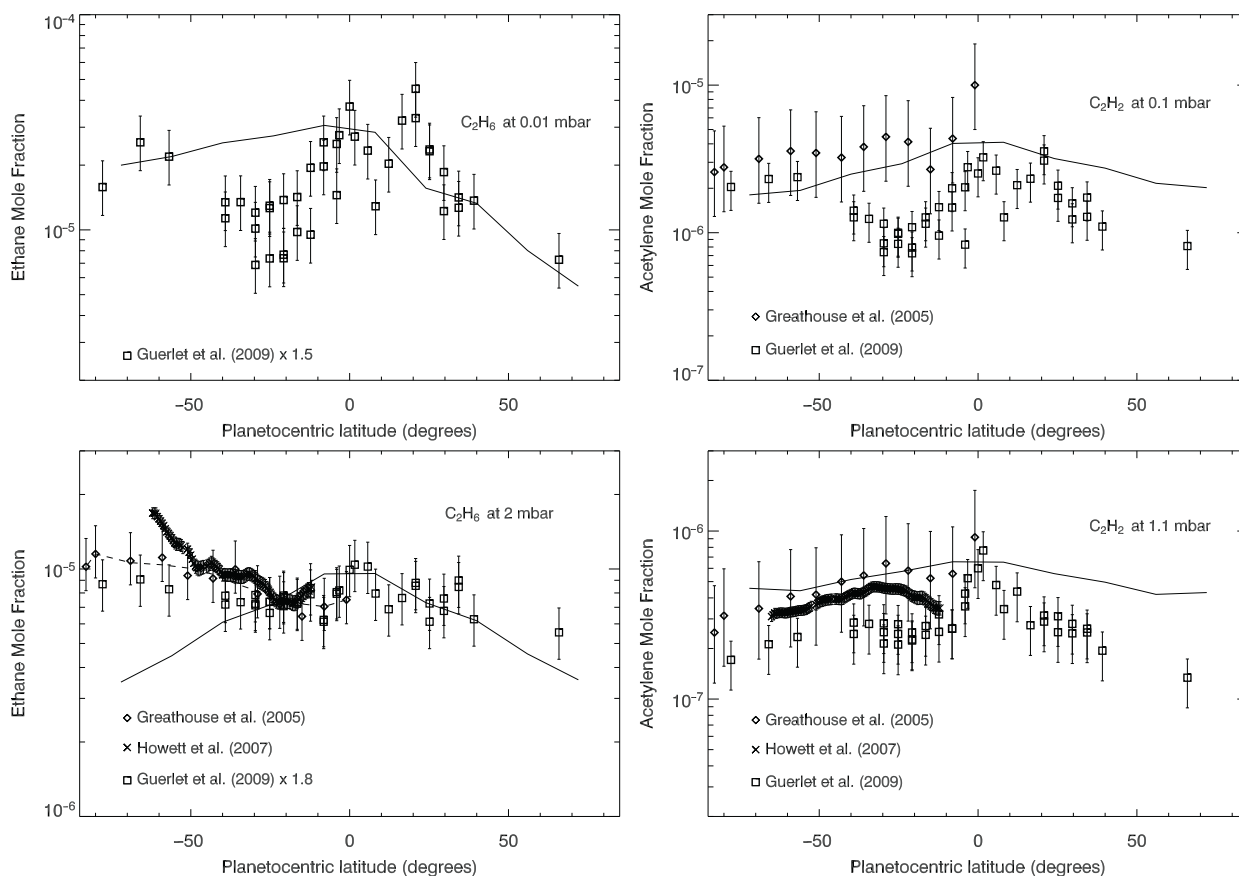 10⁻⁴
C₂H₆ at 0.01 mbar
Ethane Mole Fraction
10⁻⁵
Guerlet et al. (2009) x 1.5
−50 0 50
Planetocentric latitude (degrees)
10⁻⁵
C₂H₂ at 0.1 mbar
Acetylene Mole Fraction
10⁻⁶
Greathouse et al. (2005)
Guerlet et al. (2009)
10⁻⁷
−50 0 50
Planetocentric latitude (degrees)
C₂H₆ at 2 mbar
Ethane Mole Fraction
10⁻⁵
Greathouse et al. (2005)
Howett et al. (2007)
Guerlet et al. (2009) x 1.8
10⁻⁶
−50 0 50
Planetocentric latitude (degrees)
10⁻⁶
C₂H₂ at 1.1 mbar
Acetylene Mole Fraction
10⁻⁷
Greathouse et al. (2005)
Howett et al. (2007)
Guerlet et al. (2009)
−50 0 50
Planetocentric latitude (degrees)